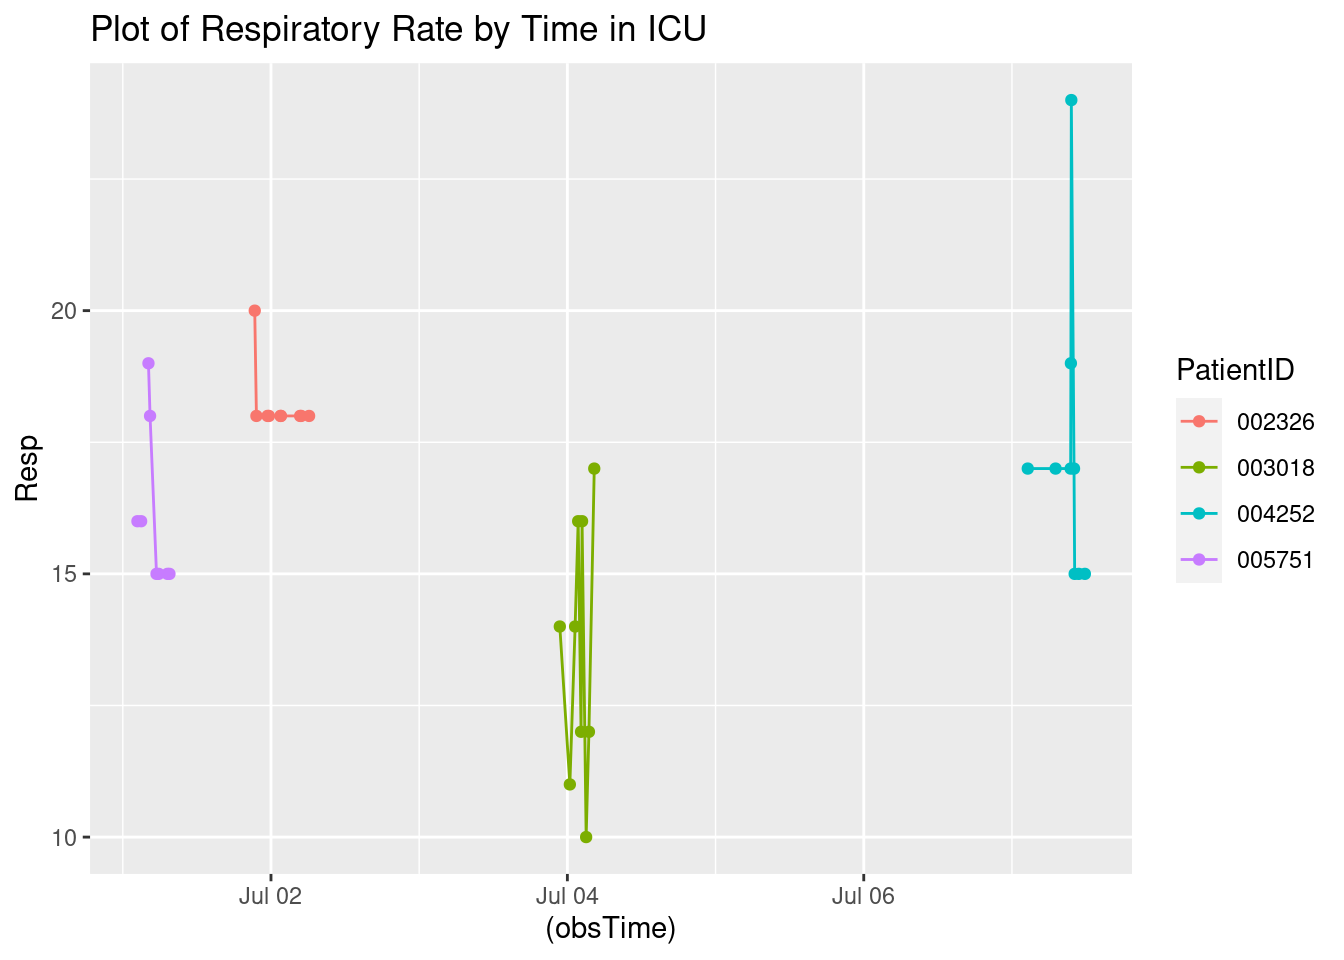 Plot of Respiratory Rate by Time in ICU
Resp
20
15
10
Jul 02
Jul 04
Jul 06
(obsTime)
PatientID
002326
003018
004252
005751